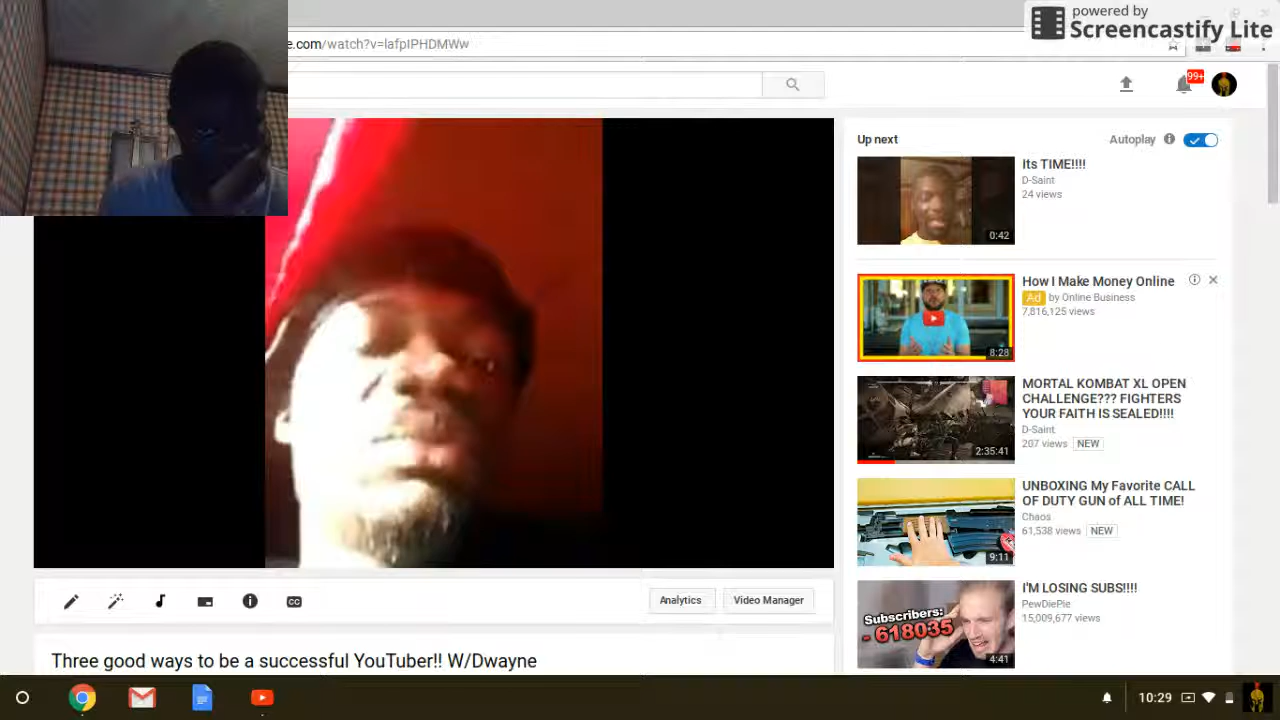 powered by
Screencastify Lite
e.com/watch?v=lafpIPHDMWw
99+
Up next
Autoplay
Its TIME!!!!
D-Saint
24 views
0:42
How I Make Money Online
Ad by Online Business
7,816,125 views
8:28
MORTAL KOMBAT XL OPEN
CHALLENGE??? FIGHTERS
YOUR FAITH IS SEALED!!!!
D-Saint
207 views NEW
2:35:41
UNBOXING My Favorite CALL
OF DUTY GUN of ALL TIME!
Chaos
61,538 views NEW
9:11
I'M LOSING SUBS!!!!
PewDiePie
15,009,677 views
Subscribers:
- 618035
4:41
CC
Analytics
Video Manager
Three good ways to be a successful YouTuber!! W/Dwayne
10:29